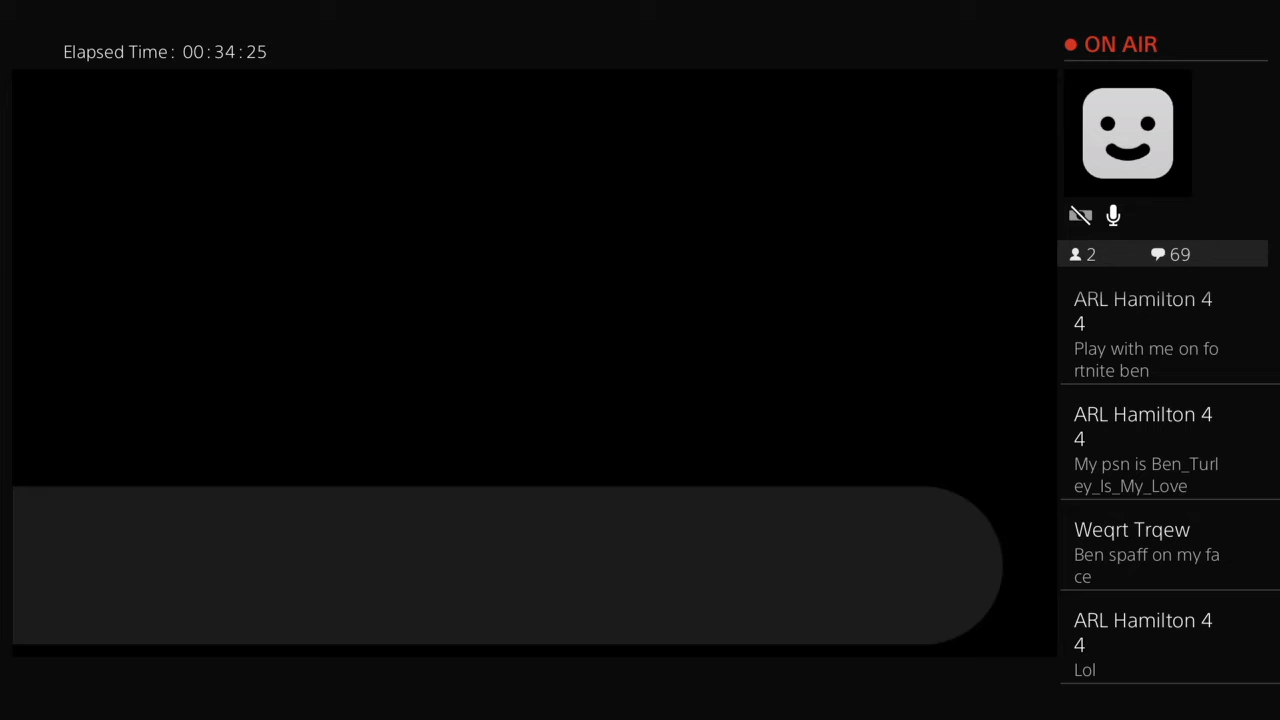 Elapsed Time: 00:34:25
ON AIR
2 69
ARL Hamilton 4
4
Play with me on fo
rtnite ben
ARL Hamilton 4
4
My psn is Ben_Turl
ey_Is_My_Love
Weqrt Trqew
Ben spaff on my fa
ce
ARL Hamilton 4
4
Lol